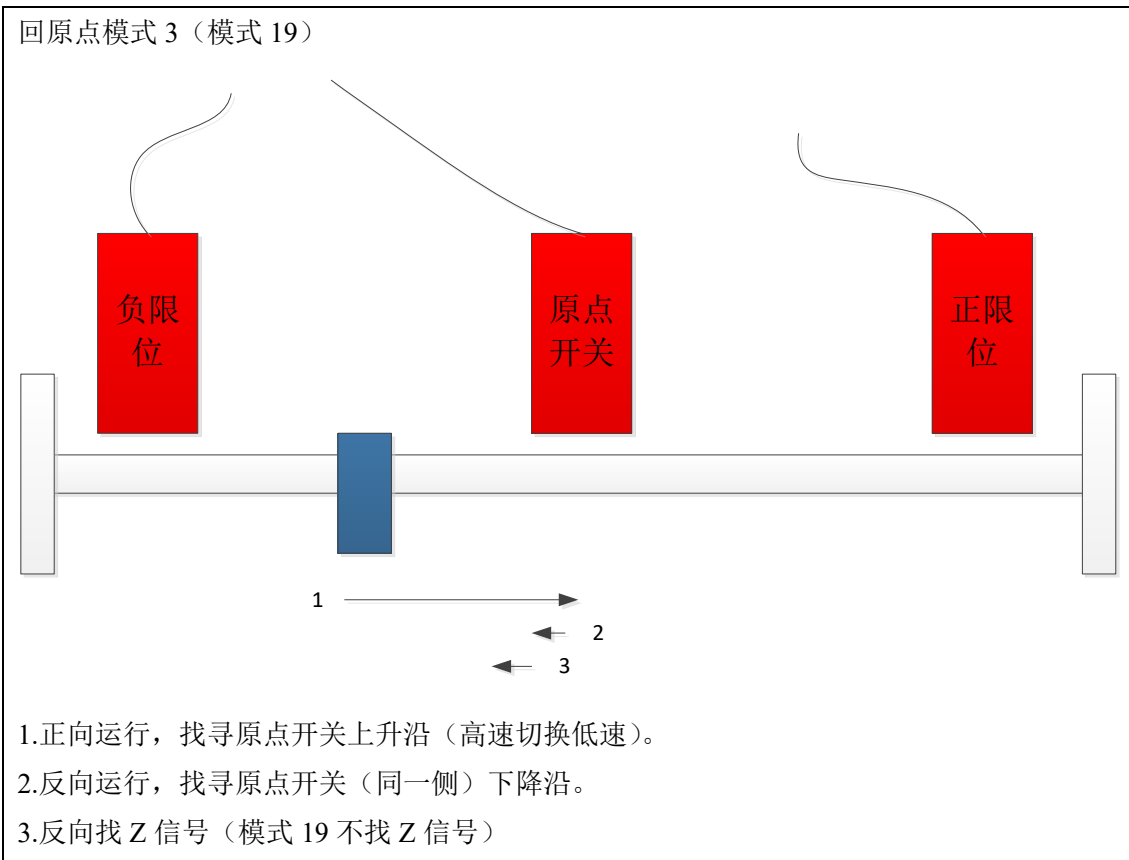 回原点模式 3（模式 19）
负限
位
原点
开关
正限
位
1
2
3
1.正向运行，找寻原点开关上升沿（高速切换低速）。
2.反向运行，找寻原点开关（同一侧）下降沿。
3.反向找 Z 信号（模式 19 不找 Z 信号）